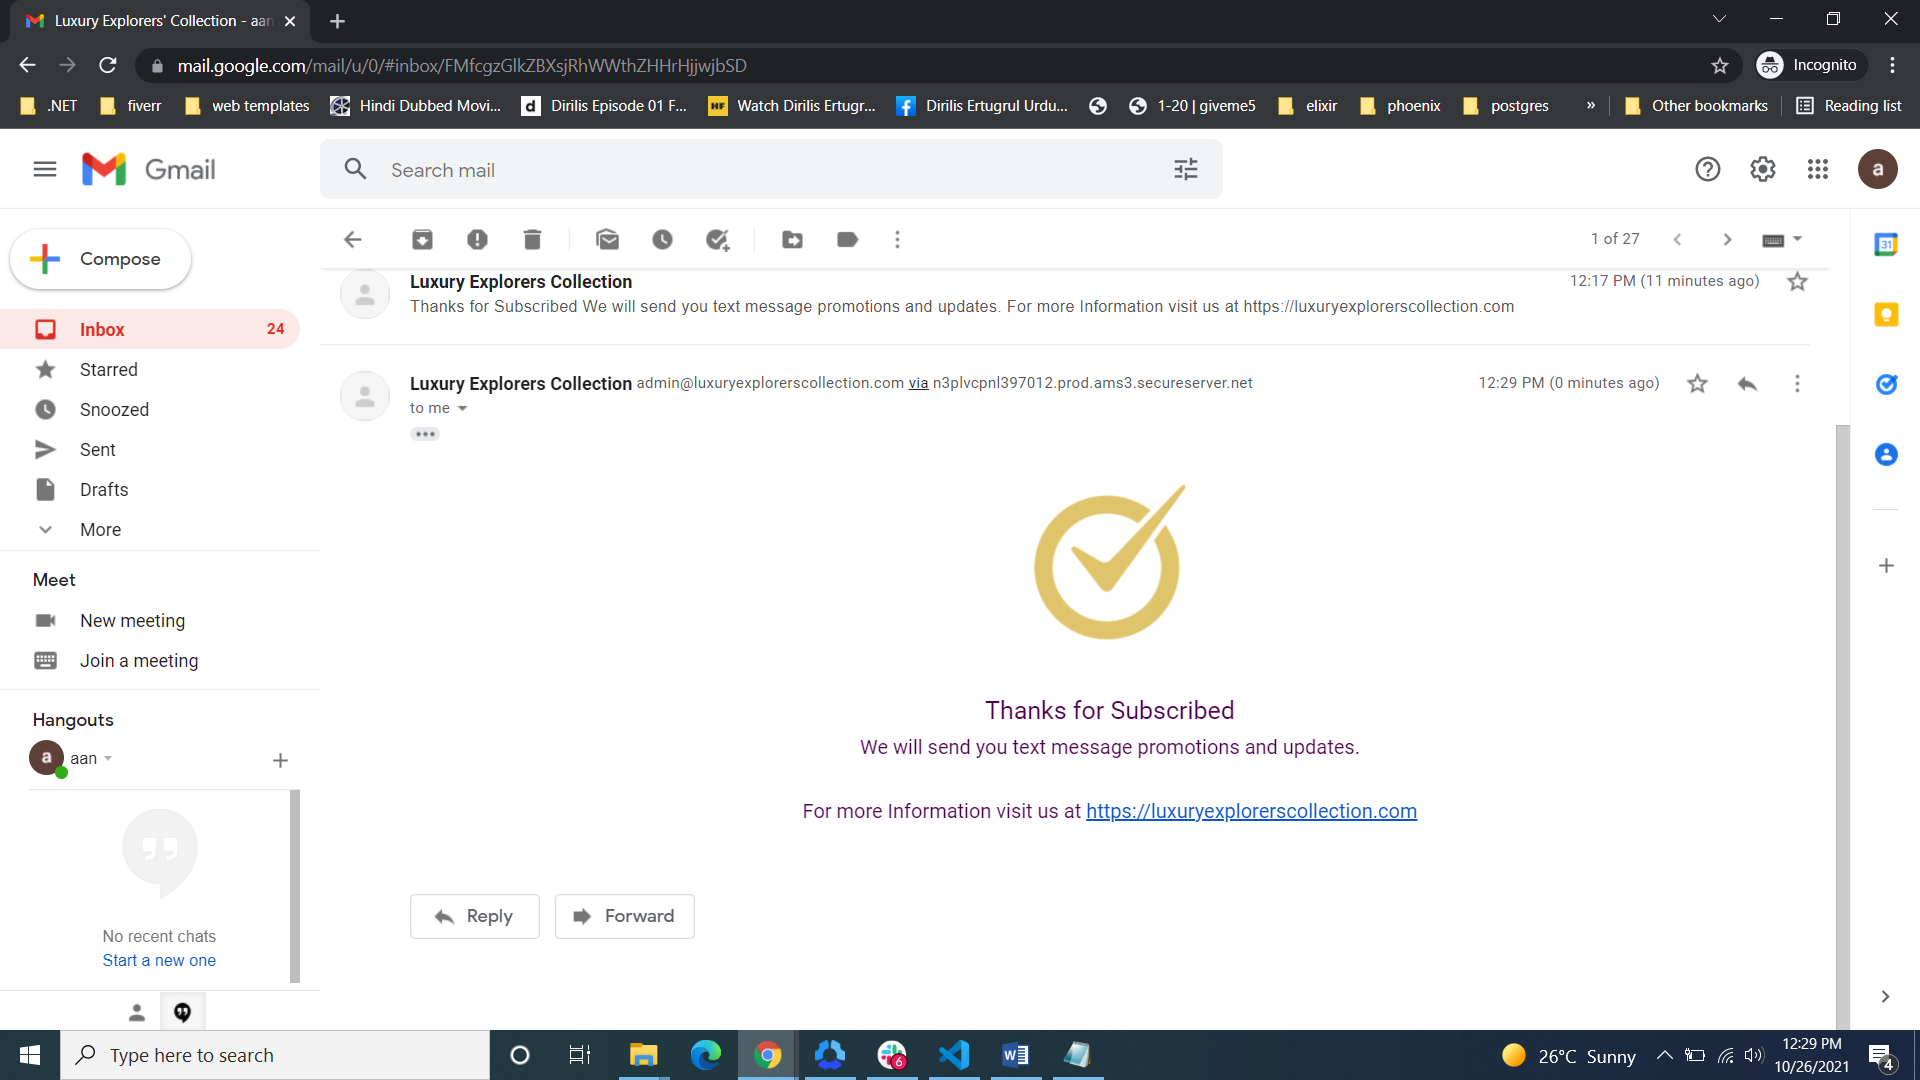 Luxury Explorers' Collection - aan
mail.google.com/mail/u/0/#inbox/FMfcgzGlkZBXsjRhWWthZHHrHjjwjbSD
Incognito
.NET
fiverr
web templates
Hindi Dubbed Movi...
Dirilis Episode 01 F...
HF
Watch Dirilis Ertugr...
Dirilis Ertugrul Urdu...
1-20 | giveme5
elixir
phoenix
postgres
»
Other bookmarks
Reading list
Gmail
Search mail
a
Compose
1 of 27
31
Inbox 24
Starred
Snoozed
Sent
Drafts
More
Meet
New meeting
Join a meeting
Hangouts
a
aan
No recent chats
Start a new one
Luxury Explorers Collection
12:17 PM (11 minutes ago)
Thanks for Subscribed We will send you text message promotions and updates. For more Information visit us at https://luxuryexplorerscollection.com
Luxury Explorers Collection admin@luxuryexplorerscollection.com via n3plvcpnl397012.prod.ams3.secureserver.net
12:29 PM (0 minutes ago)
to me
Thanks for Subscribed
We will send you text message promotions and updates.
For more Information visit us at https://luxuryexplorerscollection.com
Reply
Forward
Type here to search
6
26°C Sunny
12:29 PM
10/26/2021
4